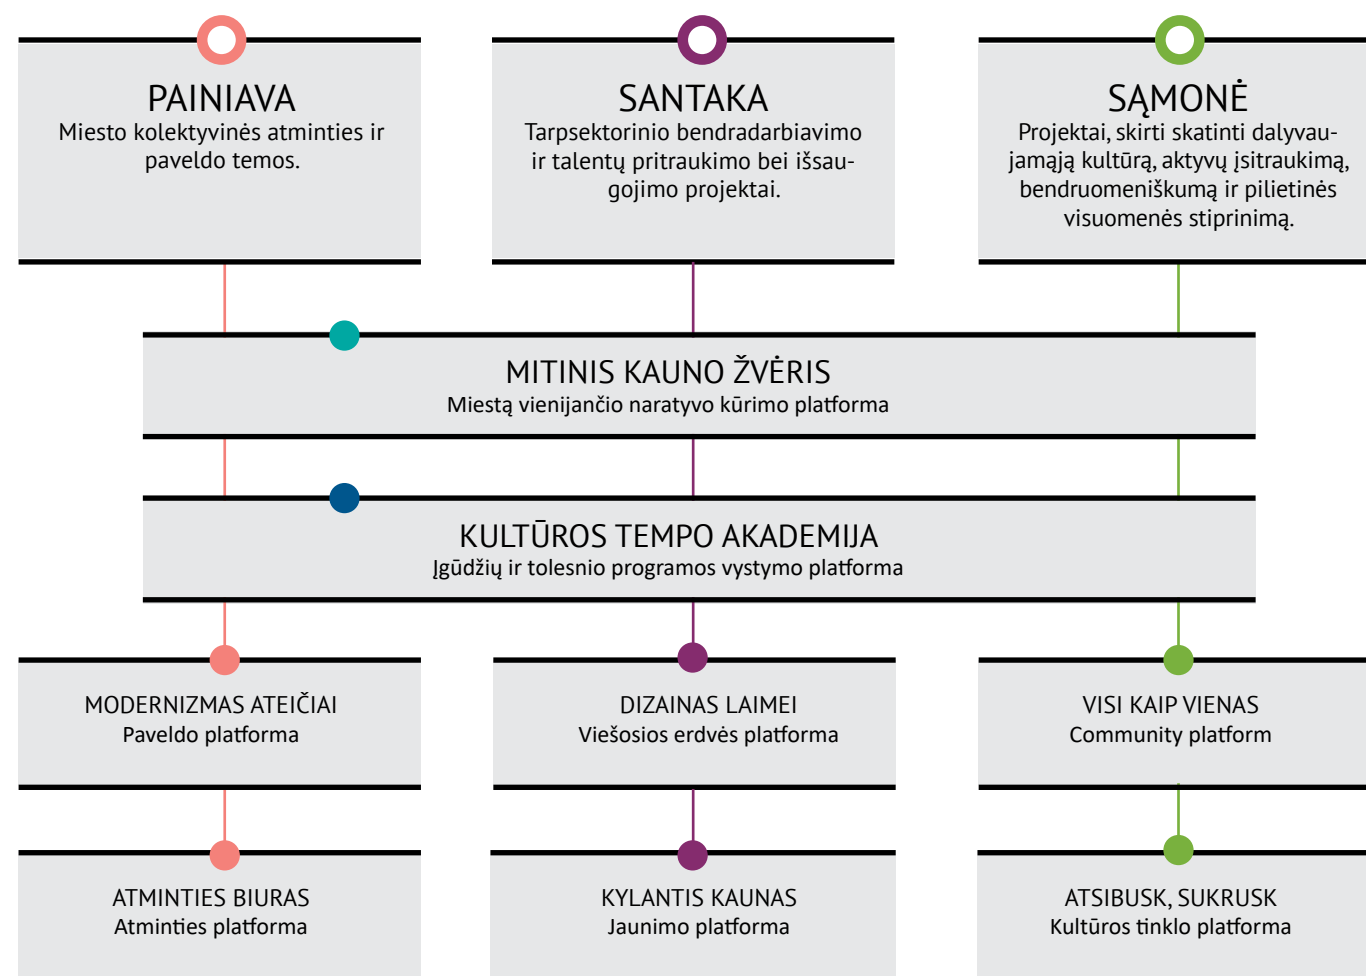 PAINIAVA
Miesto kolektyvinės atminties ir
paveldo temos.
SANTAKA
Tarpsektorinio bendradarbiavimo
ir talentų pritraukimo bei išsau-
gojimo projektai.
SĄMONĖ
Projektai, skirti skatinti dalyvau-
jamąją kultūrą, aktyvų įsitraukimą,
bendruomeniškumą ir pilietinės
visuomenės stiprinimą.
MITINIS KAUNO ŽVĖRIS
Miestą vienijančio naratyvo kūrimo platforma
KULTŪROS TEMPO AKADEMIJA
Įgūdžių ir tolesnio programos vystymo platforma
MODERNIZMAS ATEIČIAI
Paveldo platforma
DIZAINAS LAIMEI
Viešosios erdvės platforma
VISI KAIP VIENAS
Community platform
ATMINTIES BIURAS
Atminties platforma
KYLANTIS KAUNAS
Jaunimo platforma
ATSIBUSK, SUKRUSK
Kultūros tinklo platforma